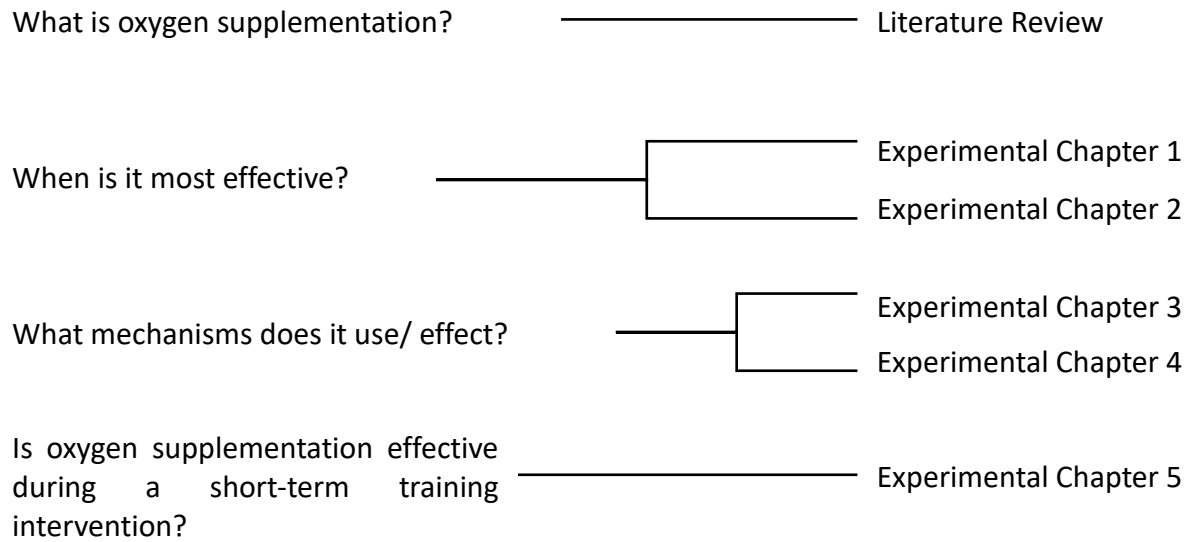 What is oxygen supplementation?
Literature Review
When is it most effective?
Experimental Chapter 1
Experimental Chapter 2
What mechanisms does it use/ effect?
Experimental Chapter 3
Experimental Chapter 4
Is oxygen supplementation effective
during a short-term training
intervention?
Experimental Chapter 5